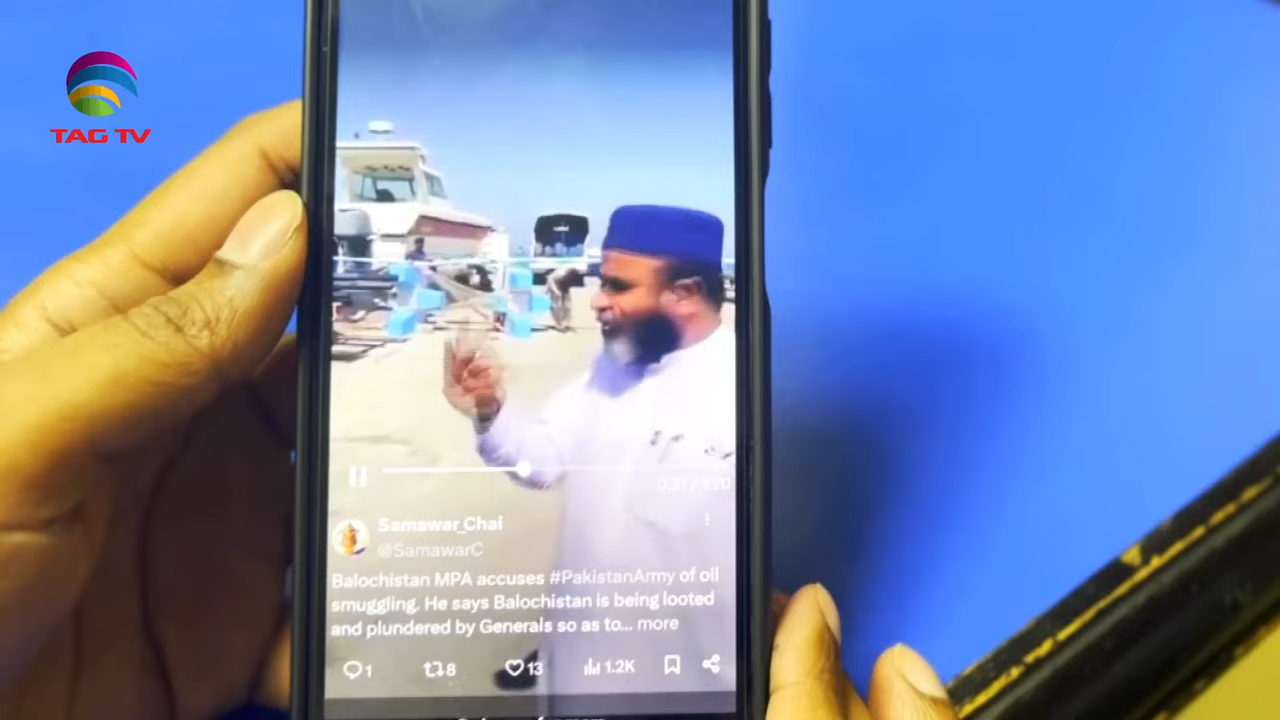 TAG TV
Samawar_Chai
@SamawarC
Balochistan MPA accuses #PakistanArmy of oil
smuggling. He says Balochistan is being looted
and plundered by Generals so as to... more
1
8
13
1.2K